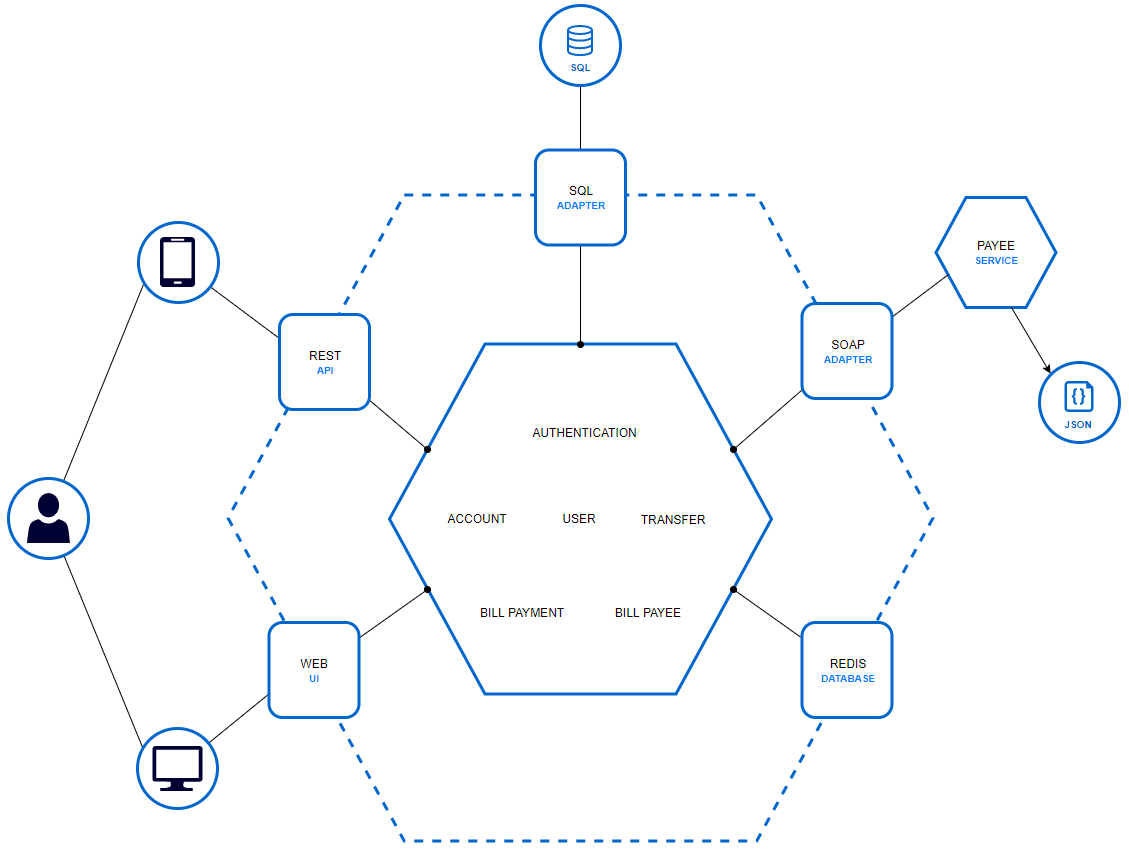 SQL
SQL
ADAPTER
PAYEE
SERVICE
SOAP
ADAPTER
REST
API
{}
JSON
AUTHENTICATION
ACCOUNT USER TRANSFER
BILL PAYMENT BILL PAYEE
WEB
UI
REDIS
DATABASE